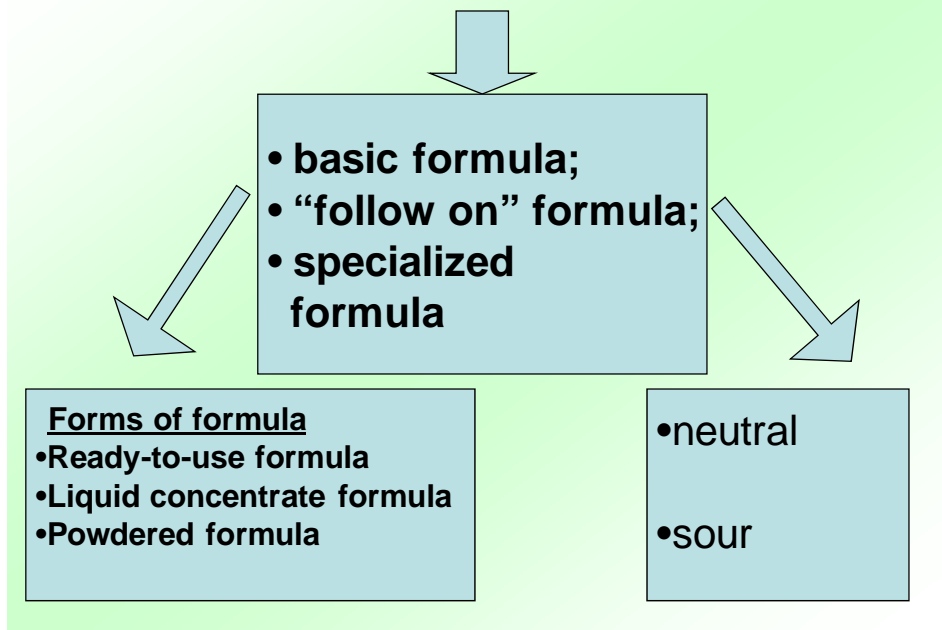 • basic formula;
• “follow on” formula;
• specialized
formula
Forms of formula
•Ready-to-use formula
•Liquid concentrate formula
•Powdered formula
•neutral
•sour